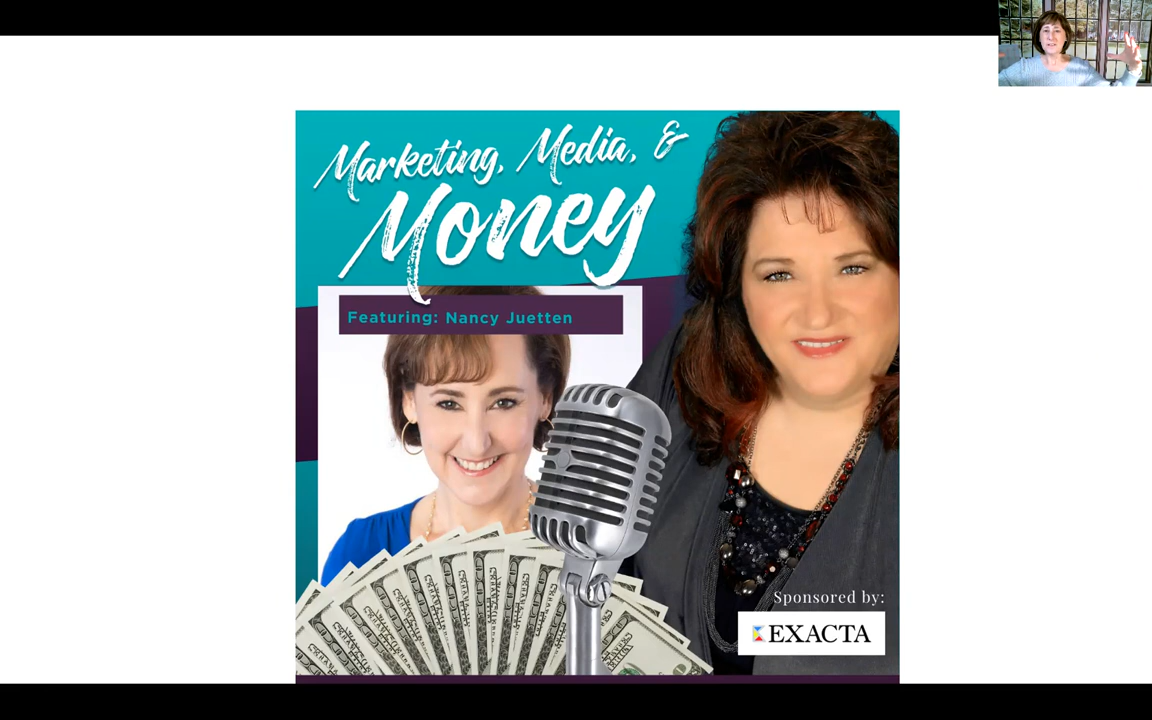 Marketing, Media, &
Money
Featuring: Nancy Juetten
Sponsored by:
EXACTA